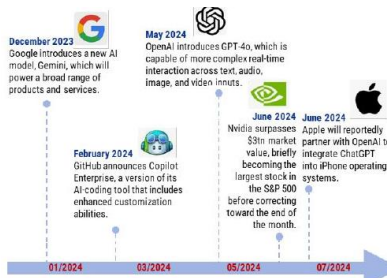 December 2023
Google introduces a new AI
model, Gemini, which will
power a broad range of
products and services.
May 2024
OpenAI introduces GPT-4o, which is
capable of more complex real-time
interaction across text, audio,
image, and video inputs.
February 2024
GitHub announces Copilot
Enterprise, a version of its
AI-coding tool that includes
enhanced customization
abilities.
June 2024
Nvidia surpasses
$3tn market
value, briefly
becoming the
largest stock in
the S&P 500
before correcting
toward the end of
the month.
June 2024
Apple will reportedly
partner with OpenAI to
integrate ChatGPT
into iPhone operating
systems.
01/2024
03/2024
05/2024
07/2024